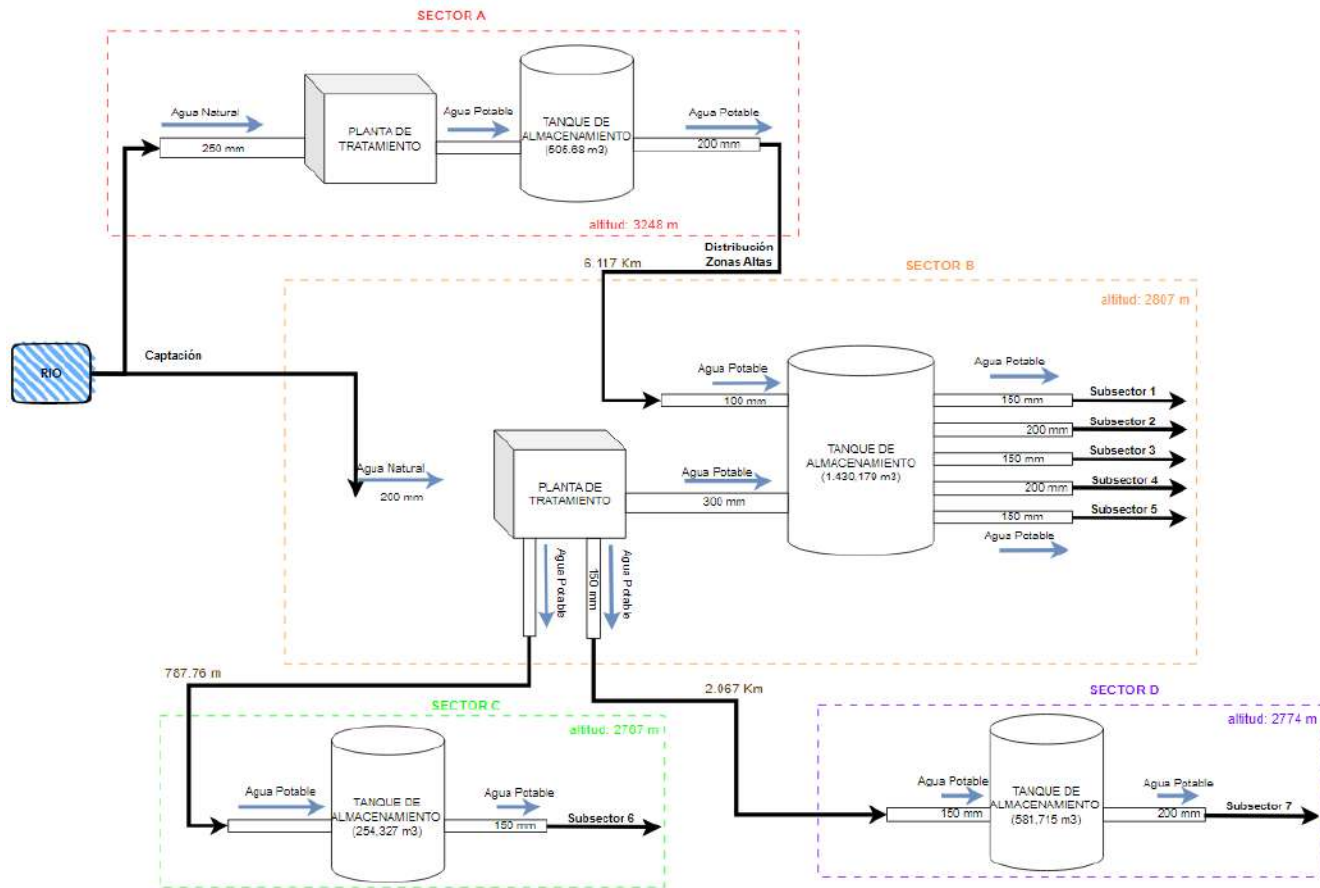 SECTOR A
Agua Natural
250 mm
PLANTA DE
TRATAMIENTO
Agua Potable
TANQUE DE
ALMACENAMIENTO
(505.68 m3)
Agua Potable
200 mm
altitud: 3248 m
Distribución
Zonas Altas
6.117 Km
SECTOR B
altitud: 2807 m
RIO
Captación
Agua Natural
200 mm
Agua Potable
100 mm
PLANTA DE
TRATAMIENTO
Agua Potable
300 mm
TANQUE DE
ALMACENAMIENTO
(1.430,179 m3)
Agua Potable
150 mm
Subsector 1
200 mm
Subsector 2
150 mm
Subsector 3
200 mm
Subsector 4
150 mm
Subsector 5
Agua Potable
Agua Potable
150 mm
Agua Potable
787.76 m
2.067 Km
SECTOR C
altitud: 2767 m
Agua Potable
TANQUE DE
ALMACENAMIENTO
(254,327 m3)
Agua Potable
150 mm
Subsector 6
SECTOR D
altitud: 2774 m
Agua Potable
150 mm
TANQUE DE
ALMACENAMIENTO
(581,715 m3)
Agua Potable
200 mm
Subsector 7